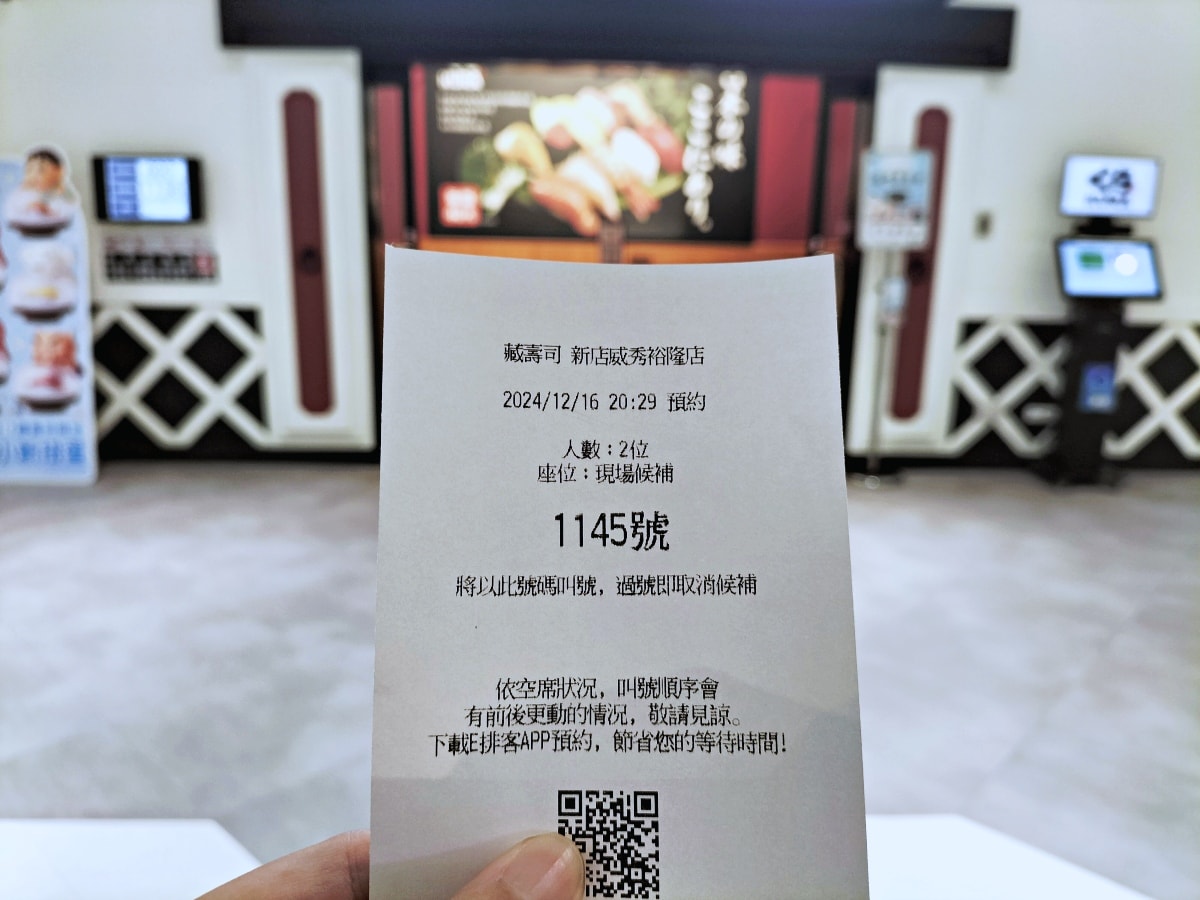 藏壽司 新店威秀裕隆店
2024/12/16 20:29 預約
人數：2位
座位：現場候補
1145號
將以此號碼叫號，過號即取消候補
依空席狀況，叫號順序會
有前後更動的情況，敬請見諒。
下載E排客APP預約，節省您的等待時間!
くら